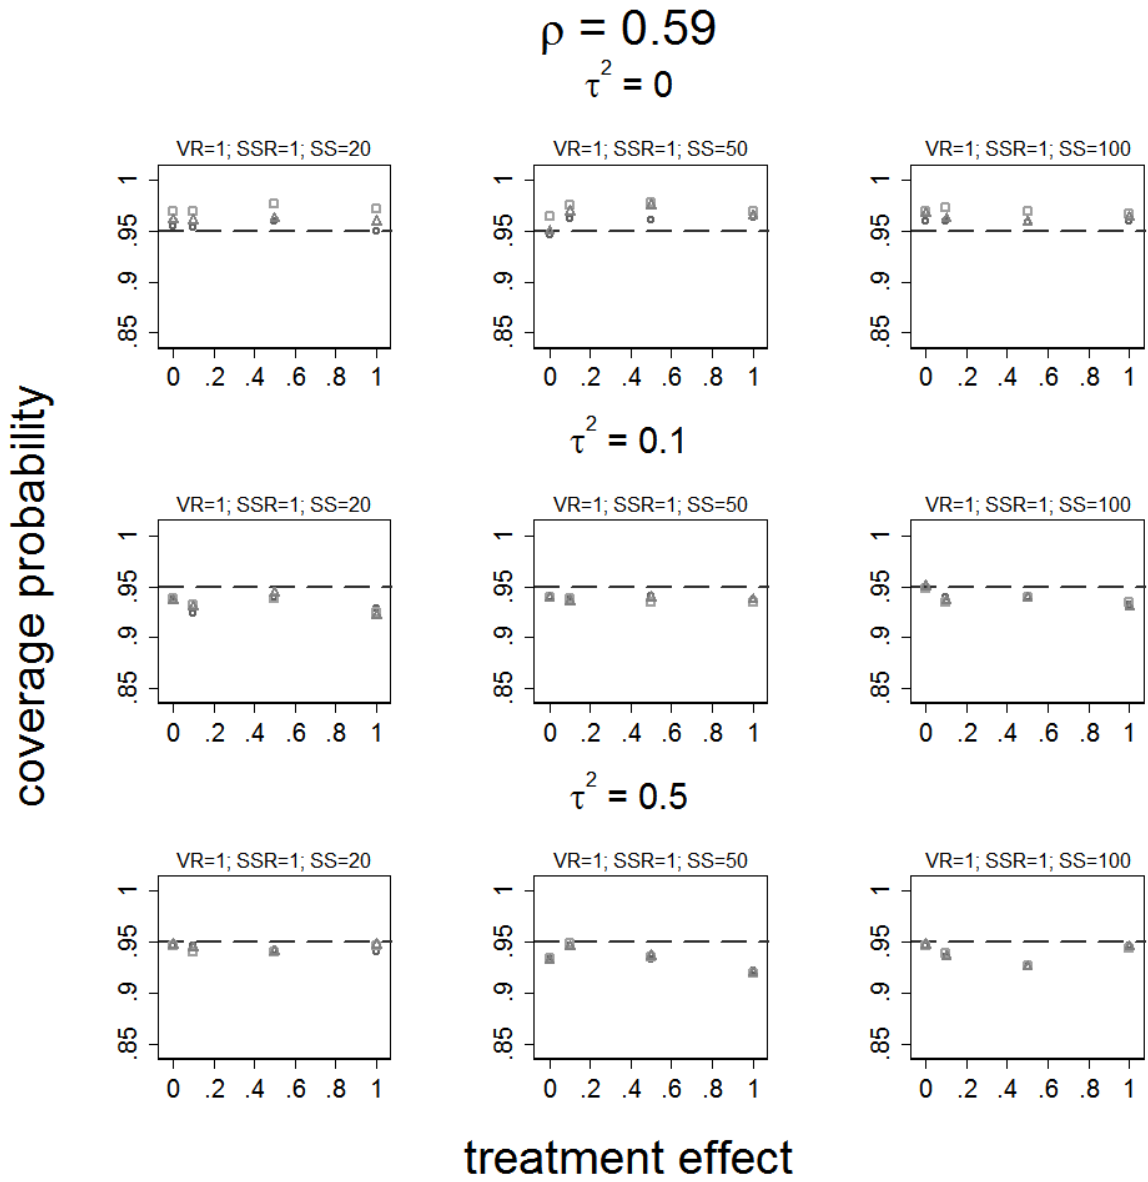 ρ = 0.59
τ² = 0
VR=1; SSR=1; SS=20 VR=1; SSR=1; SS=50 VR=1; SSR=1; SS=100
1 1 1
.95 .95 .95
.9 .9 .9
.85 .85 .85
0 .2 .4 .6 .8 1 0 .2 .4 .6 .8 1 0 .2 .4 .6 .8 1
τ² = 0.1
VR=1; SSR=1; SS=20 VR=1; SSR=1; SS=50 VR=1; SSR=1; SS=100
1 1 1
.95 .95 .95
.9 .9 .9
.85 .85 .85
0 .2 .4 .6 .8 1 0 .2 .4 .6 .8 1 0 .2 .4 .6 .8 1
τ² = 0.5
VR=1; SSR=1; SS=20 VR=1; SSR=1; SS=50 VR=1; SSR=1; SS=100
1 1 1
.95 .95 .95
.9 .9 .9
.85 .85 .85
0 .2 .4 .6 .8 1 0 .2 .4 .6 .8 1 0 .2 .4 .6 .8 1
coverage probability
treatment effect